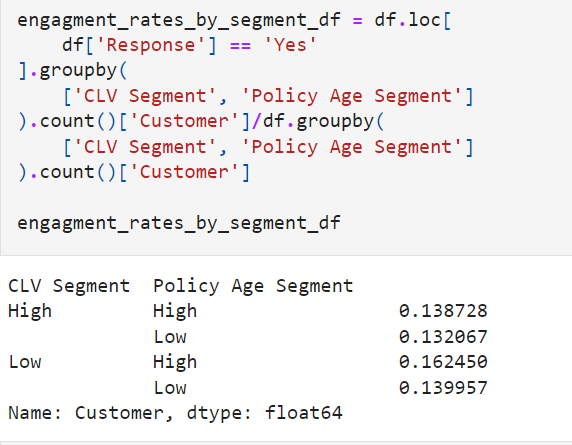 engagment_rates_by_segment_df = df.loc[
    df['Response'] == 'Yes'
].groupby(
    ['CLV Segment', 'Policy Age Segment']
).count()['Customer']/df.groupby(
    ['CLV Segment', 'Policy Age Segment']
).count()['Customer']

engagment_rates_by_segment_df

CLV Segment  Policy Age Segment
High         High                  0.138728
             Low                   0.132067
Low          High                  0.162450
             Low                   0.139957
Name: Customer, dtype: float64